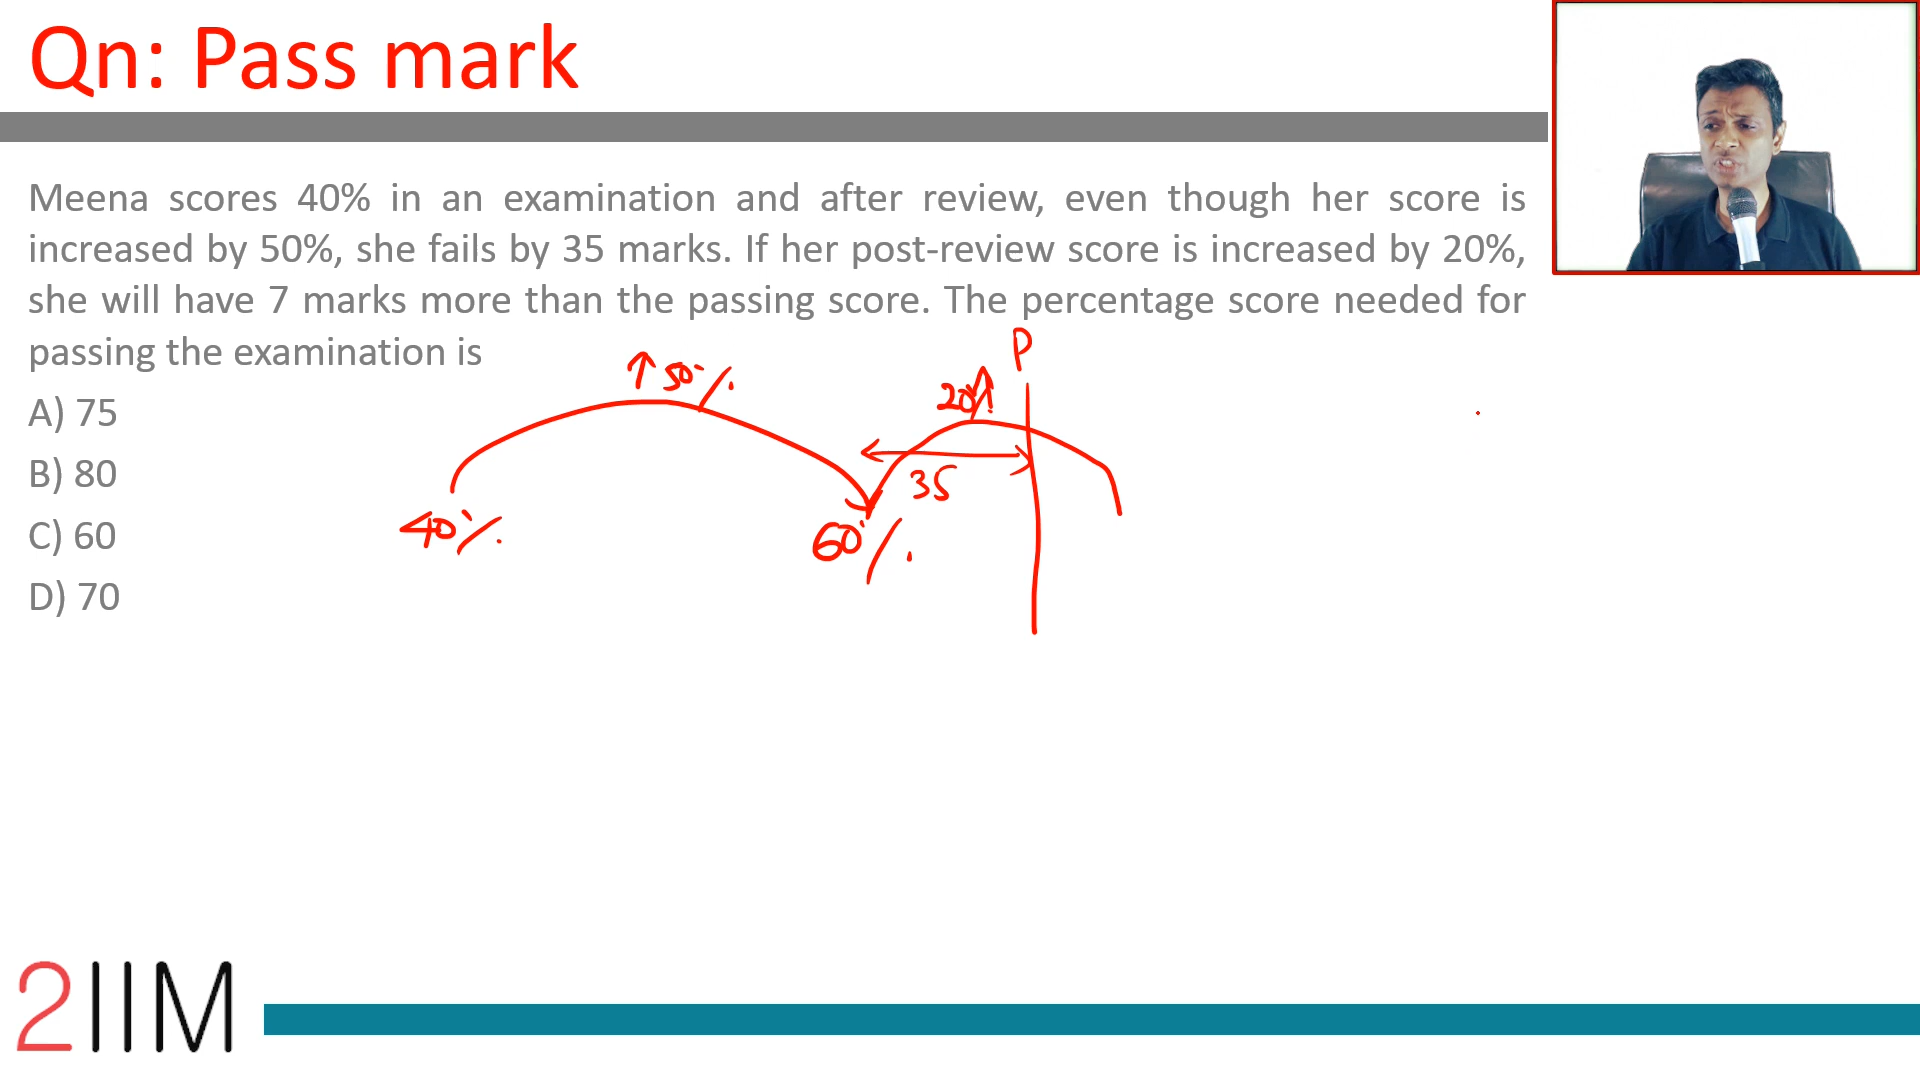 Qn: Pass mark
Meena scores 40% in an examination and after review, even though her score is
increased by 50%, she fails by 35 marks. If her post-review score is increased by 20%,
she will have 7 marks more than the passing score. The percentage score needed for
passing the examination is
A) 75
B) 80
C) 60
D) 70
P
↑ 50%
20%↑
35
40%
60%
2IIM